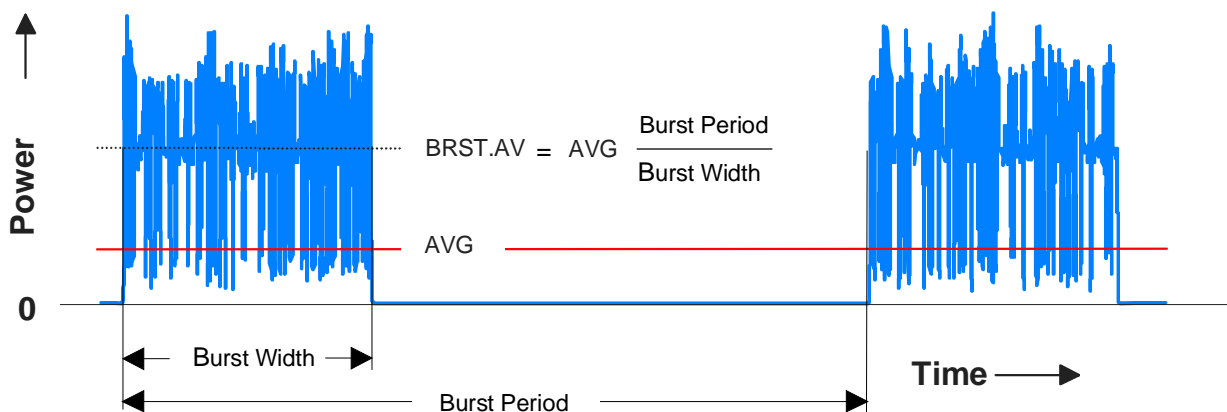 Power
BRST.AV = AVG Burst Period
Burst Width
AVG
0
Burst Width
Time
Burst Period